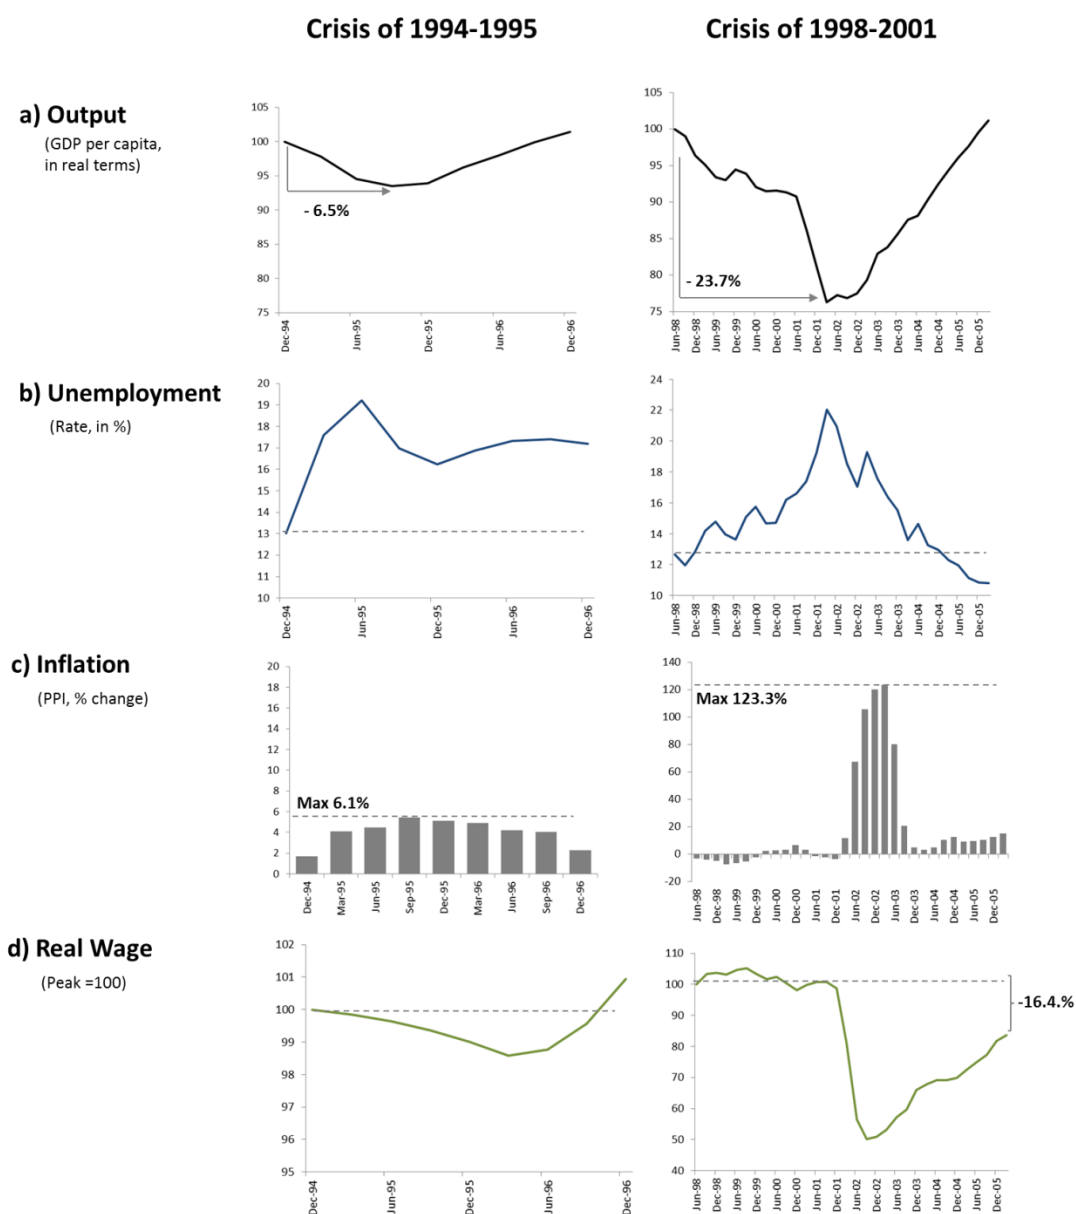 Crisis of 1994-1995
Crisis of 1998-2001
a) Output
(GDP per capita,
in real terms)
105
100
95
90
85
80
75
- 6.5%
Dec-94
Jun-95
Dec-95
Jun-96
Dec-96
105
100
95
90
85
80
75
- 23.7%
Jun-98
Dec-98
Jun-99
Dec-99
Jun-00
Dec-00
Jun-01
Dec-01
Jun-02
Dec-02
Jun-03
Dec-03
Jun-04
Dec-04
Jun-05
Dec-05
b) Unemployment
(Rate, in %)
20
19
18
17
16
15
14
13
12
11
10
Dec-94
Jun-95
Dec-95
Jun-96
Dec-96
24
22
20
18
16
14
12
10
Jun-98
Dec-98
Jun-99
Dec-99
Jun-00
Dec-00
Jun-01
Dec-01
Jun-02
Dec-02
Jun-03
Dec-03
Jun-04
Dec-04
Jun-05
Dec-05
c) Inflation
(PPI, % change)
20
18
16
14
12
10
8
6
4
2
0
Max 6.1%
Dec-94
Mar-95
Jun-95
Sep-95
Dec-95
Mar-96
Jun-96
Sep-96
Dec-96
140
120
100
80
60
40
20
0
-20
Max 123.3%
Jun-98
Dec-98
Jun-99
Dec-99
Jun-00
Dec-00
Jun-01
Dec-01
Jun-02
Dec-02
Jun-03
Dec-03
Jun-04
Dec-04
Jun-05
Dec-05
d) Real Wage
(Peak =100)
102
101
100
99
98
97
96
95
Dec-94
Jun-95
Dec-95
Jun-96
Dec-96
110
100
90
80
70
60
50
40
-16.4.%
Jun-98
Dec-98
Jun-99
Dec-99
Jun-00
Dec-00
Jun-01
Dec-01
Jun-02
Dec-02
Jun-03
Dec-03
Jun-04
Dec-04
Jun-05
Dec-05